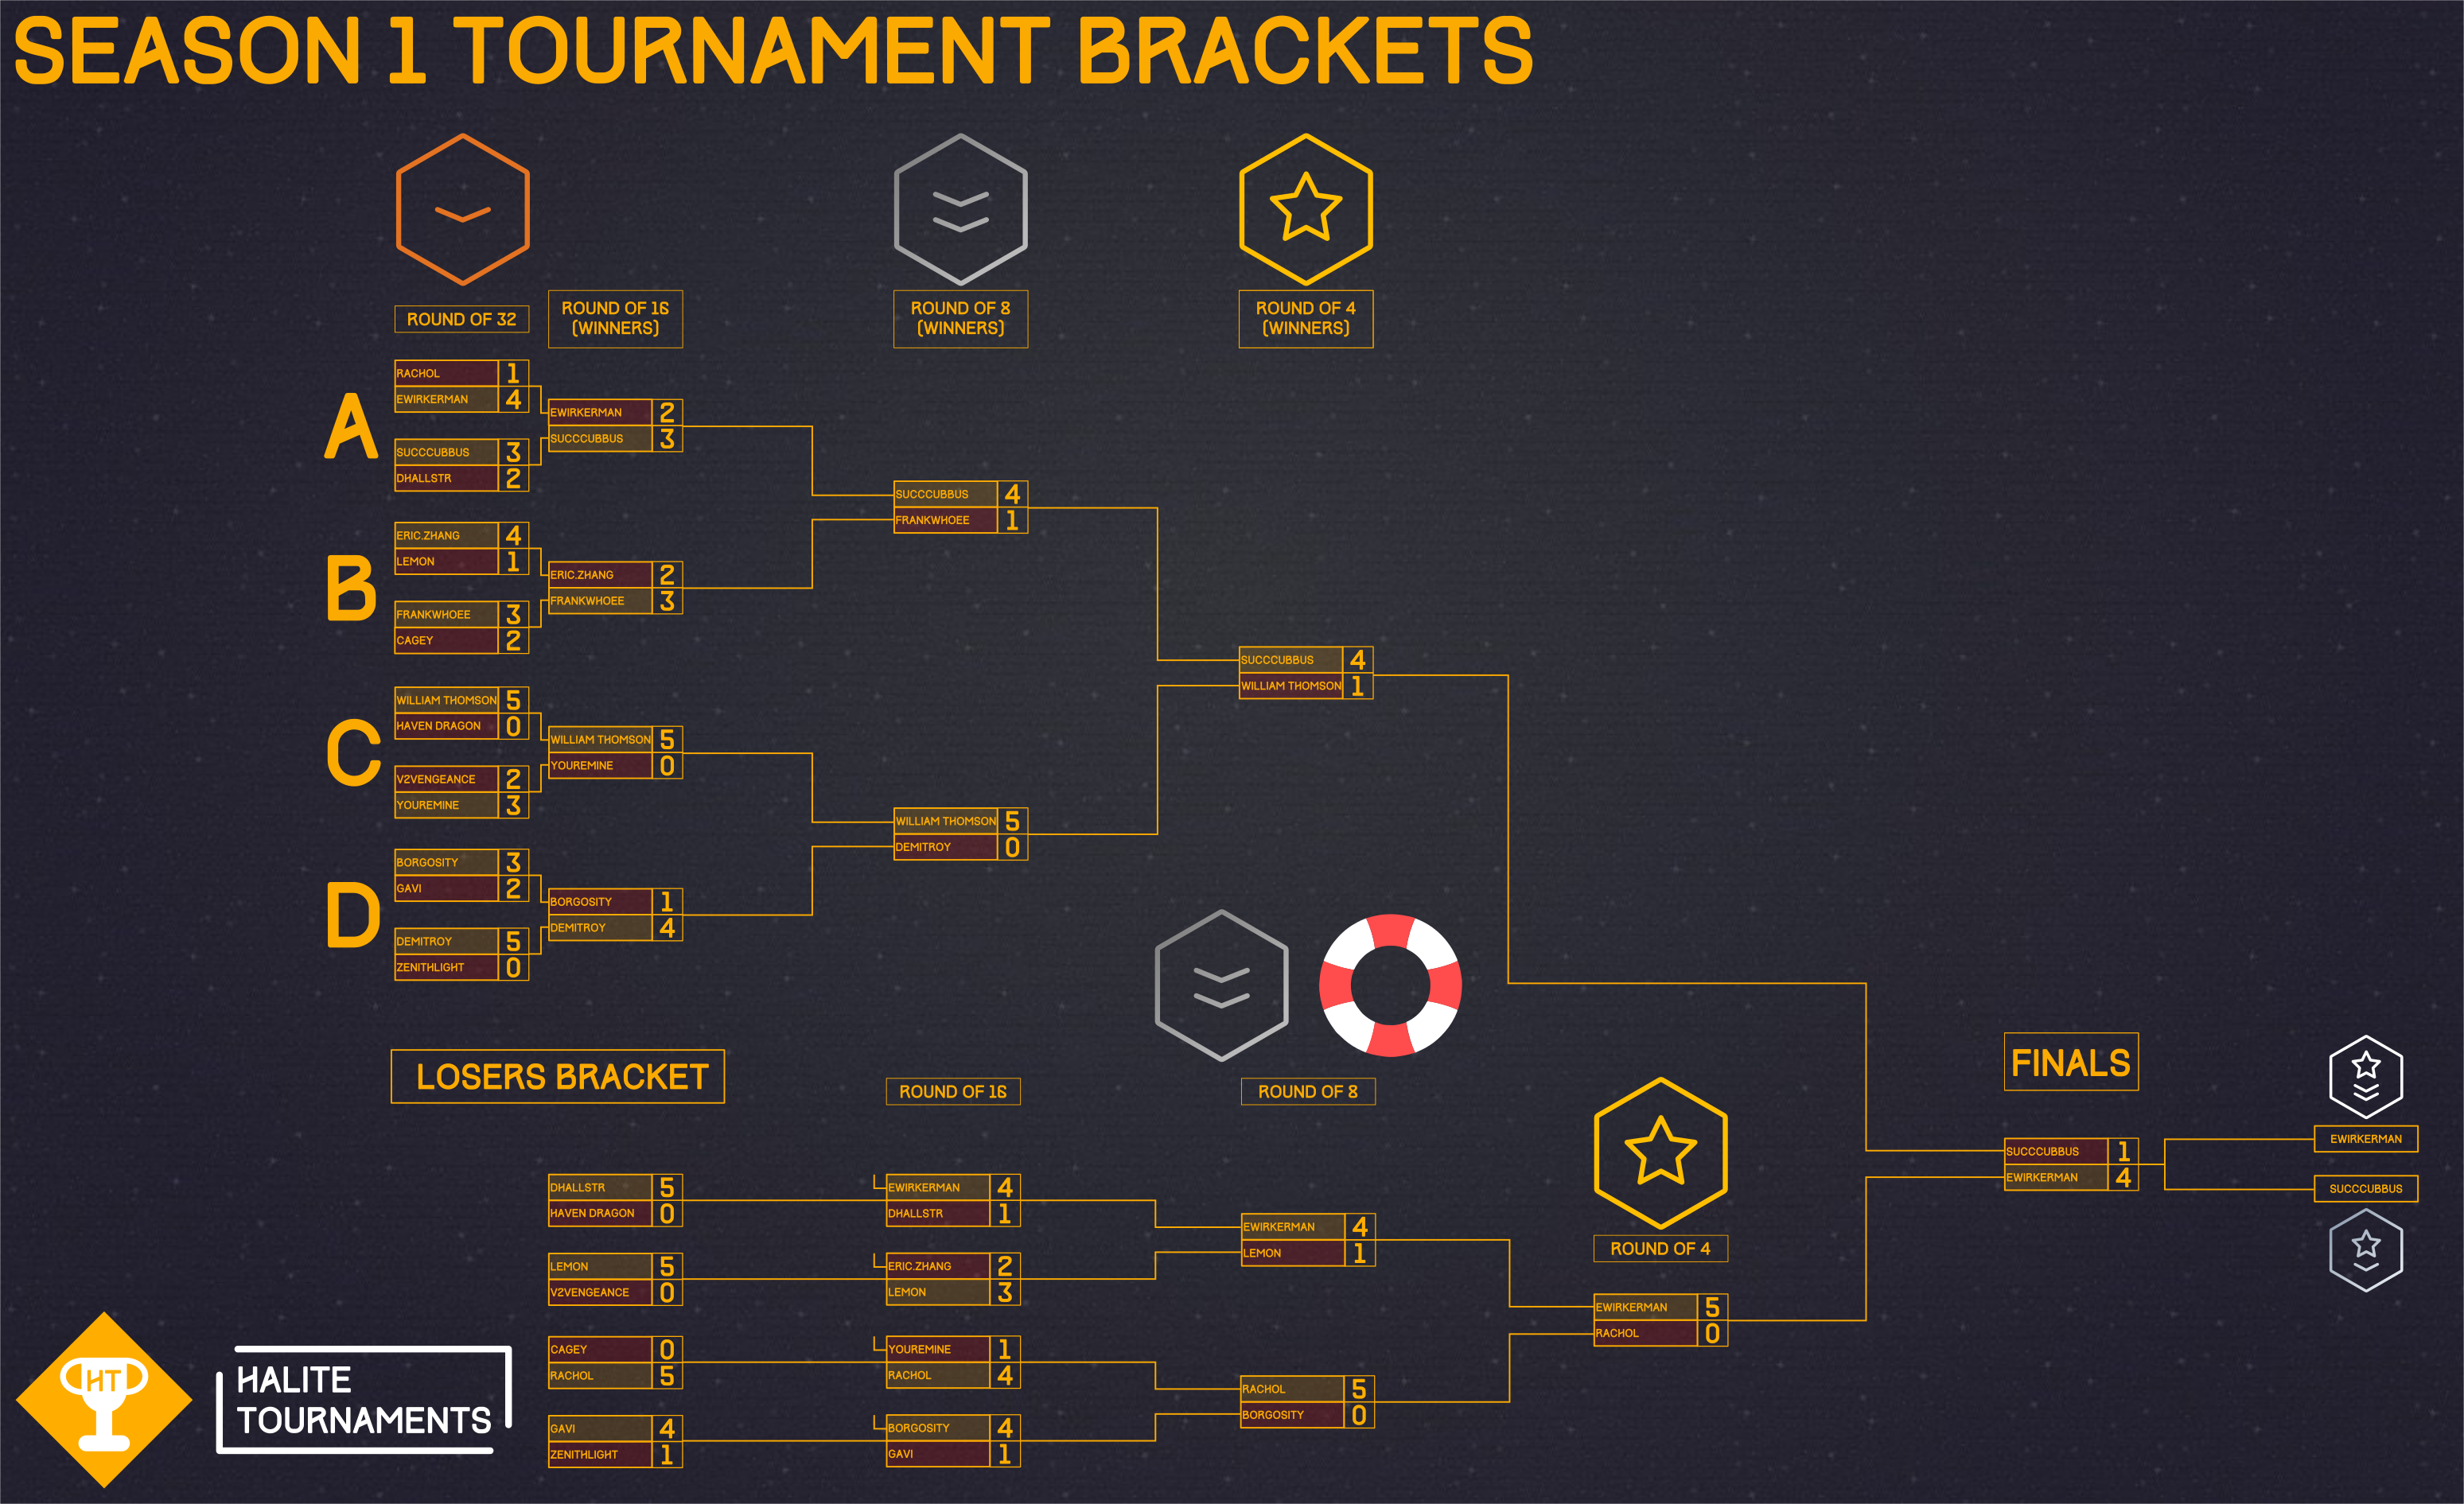 SEASON 1 TOURNAMENT BRACKETS
ROUND OF 32
ROUND OF 16
(WINNERS)
ROUND OF 8
(WINNERS)
ROUND OF 4
(WINNERS)
A
RACHOL 1
EWIRKERMAN 4
SUCCCUBBUS 3
DHALLSTR 2
EWIRKERMAN 2
SUCCCUBBUS 3
B
ERIC.ZHANG 4
LEMON 1
FRANKWHOEE 3
CAGEY 2
ERIC.ZHANG 2
FRANKWHOEE 3
C
WILLIAM THOMSON 5
HAVEN DRAGON 0
V2VENGEANCE 2
YOUREMINE 3
WILLIAM THOMSON 5
YOUREMINE 0
D
BORGOSITY 3
GAVI 2
DEMITROY 5
ZENITHLIGHT 0
BORGOSITY 1
DEMITROY 4
SUCCCUBBUS 4
FRANKWHOEE 1
WILLIAM THOMSON 5
DEMITROY 0
SUCCCUBBUS 4
WILLIAM THOMSON 1
LOSERS BRACKET
ROUND OF 16
ROUND OF 8
ROUND OF 4
FINALS
DHALLSTR 5
HAVEN DRAGON 0
LEMON 5
V2VENGEANCE 0
CAGEY 0
RACHOL 5
GAVI 4
ZENITHLIGHT 1
EWIRKERMAN 4
DHALLSTR 1
ERIC.ZHANG 2
LEMON 3
YOUREMINE 1
RACHOL 4
BORGOSITY 4
GAVI 1
EWIRKERMAN 4
LEMON 1
RACHOL 5
BORGOSITY 0
EWIRKERMAN 5
RACHOL 0
SUCCCUBBUS 1
EWIRKERMAN 4
EWIRKERMAN
SUCCCUBBUS
HT
HALITE
TOURNAMENTS